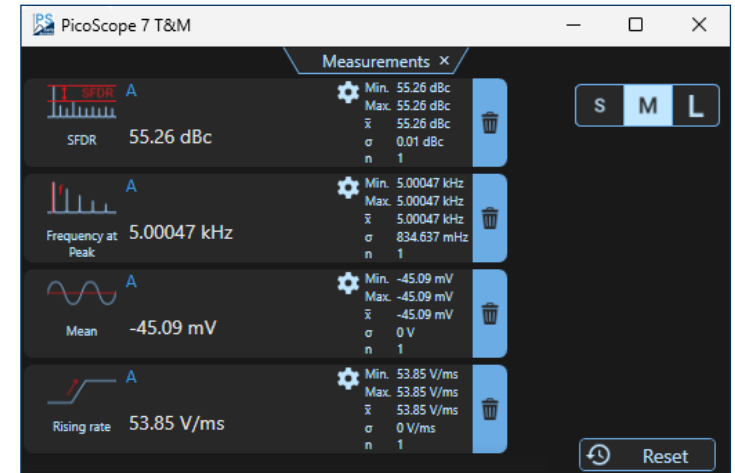 PS
PicoScope 7 T&M
Measurements ×
SFDR
A
SFDR
55.26 dBc
Min. 55.26 dBc
Max. 55.26 dBc
x̄ 55.26 dBc
σ 0.01 dBc
n 1
S M L
f
A
Frequency at
Peak
5.00047 kHz
Min. 5.00047 kHz
Max. 5.00047 kHz
x̄ 5.00047 kHz
σ 834.637 mHz
n 1
A
Mean
-45.09 mV
Min. -45.09 mV
Max. -45.09 mV
x̄ -45.09 mV
σ 0 V
n 1
A
Rising rate
53.85 V/ms
Min. 53.85 V/ms
Max. 53.85 V/ms
x̄ 53.85 V/ms
σ 0 V/ms
n 1
Reset